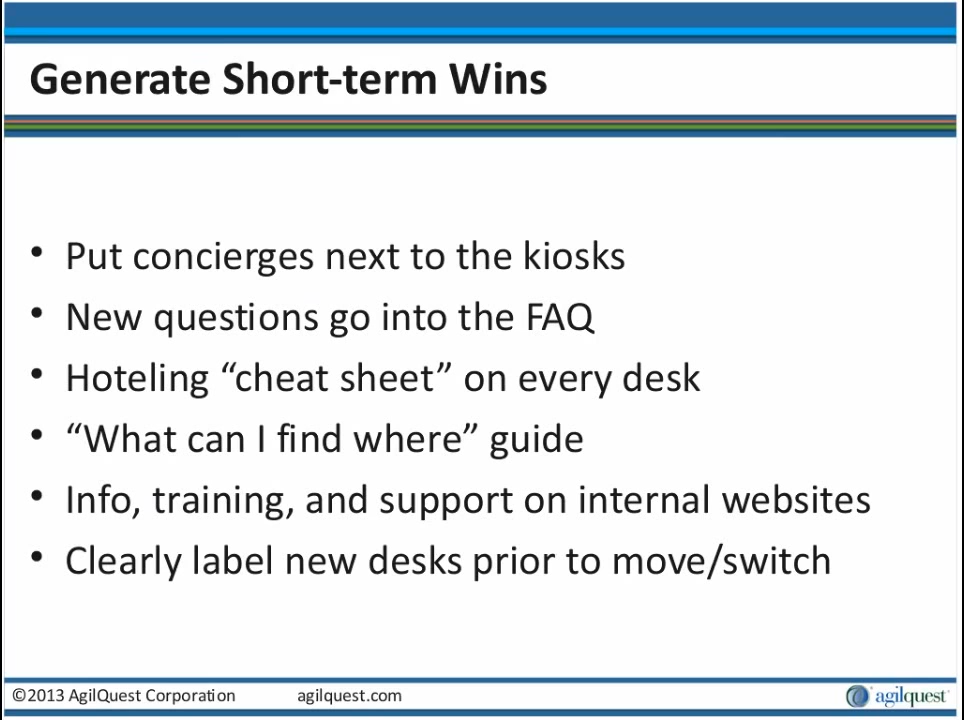 Generate Short-term Wins
• Put concierges next to the kiosks
• New questions go into the FAQ
• Hoteling “cheat sheet” on every desk
• “What can I find where” guide
• Info, training, and support on internal websites
• Clearly label new desks prior to move/switch
©2013 AgilQuest Corporation agilquest.com agilquest